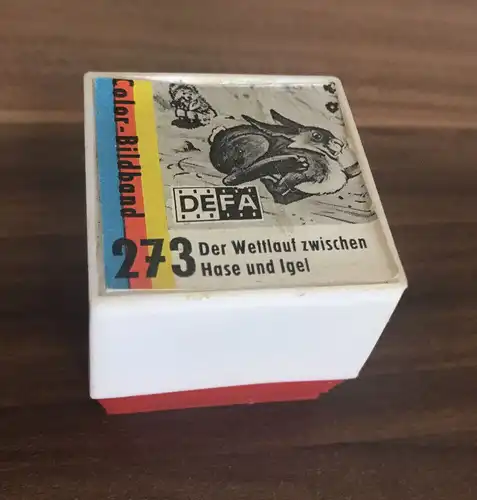 Color-Bildband
DEFA
273 Der Wettlauf zwischen
Hase und Igel